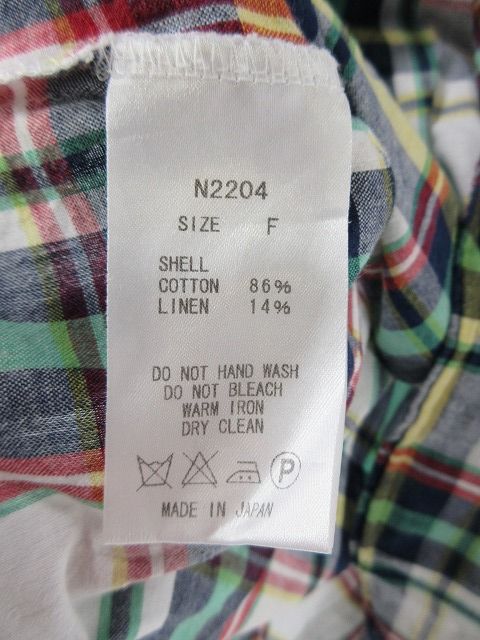 N2204
SIZE F
SHELL
COTTON 86%
LINEN 14%
DO NOT HAND WASH
DO NOT BLEACH
WARM IRON
DRY CLEAN
P
MADE IN JAPAN